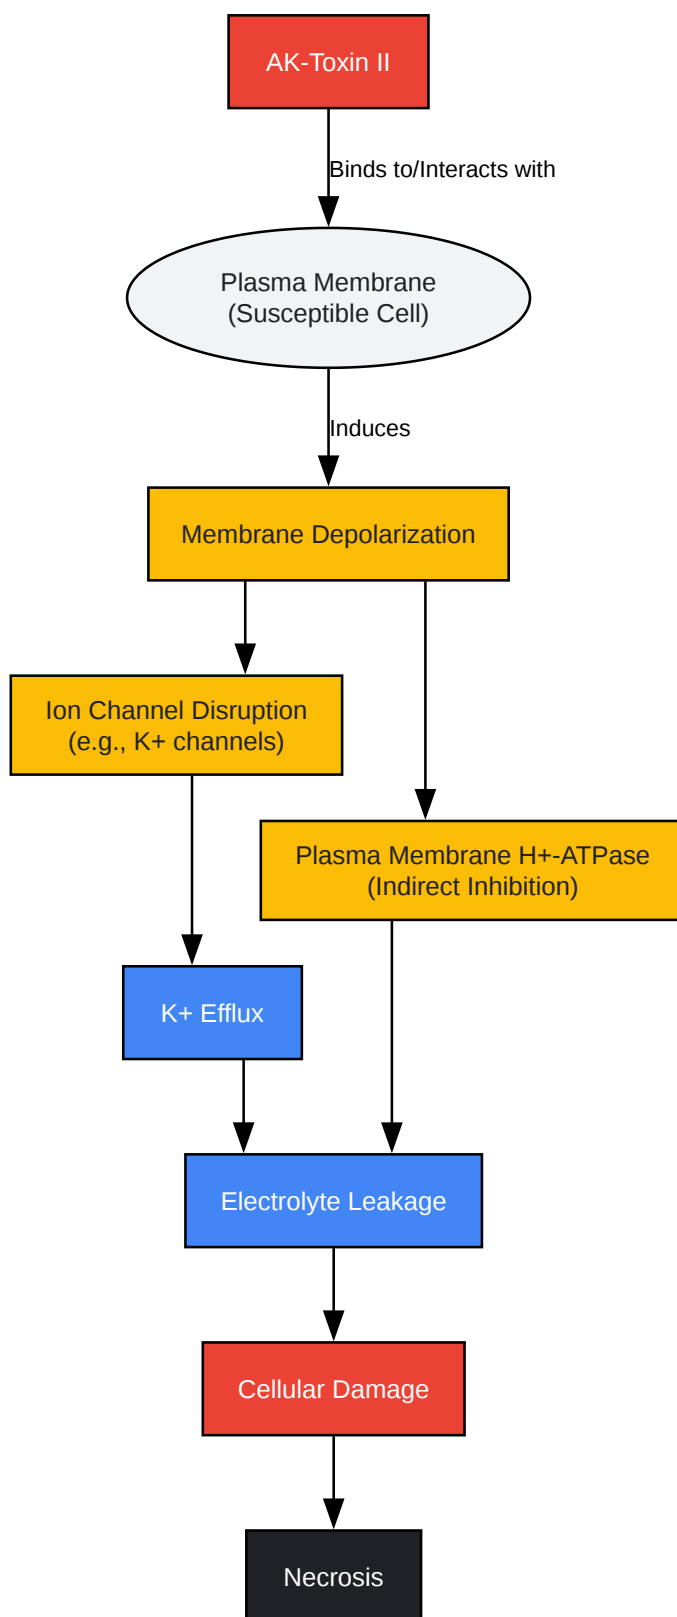 AK-Toxin II
Binds to/Interacts with
Plasma Membrane
(Susceptible Cell)
Induces
Membrane Depolarization
Ion Channel Disruption
(e.g., K+ channels)
Plasma Membrane H+-ATPase
(Indirect Inhibition)
K+ Efflux
Electrolyte Leakage
Cellular Damage
Necrosis